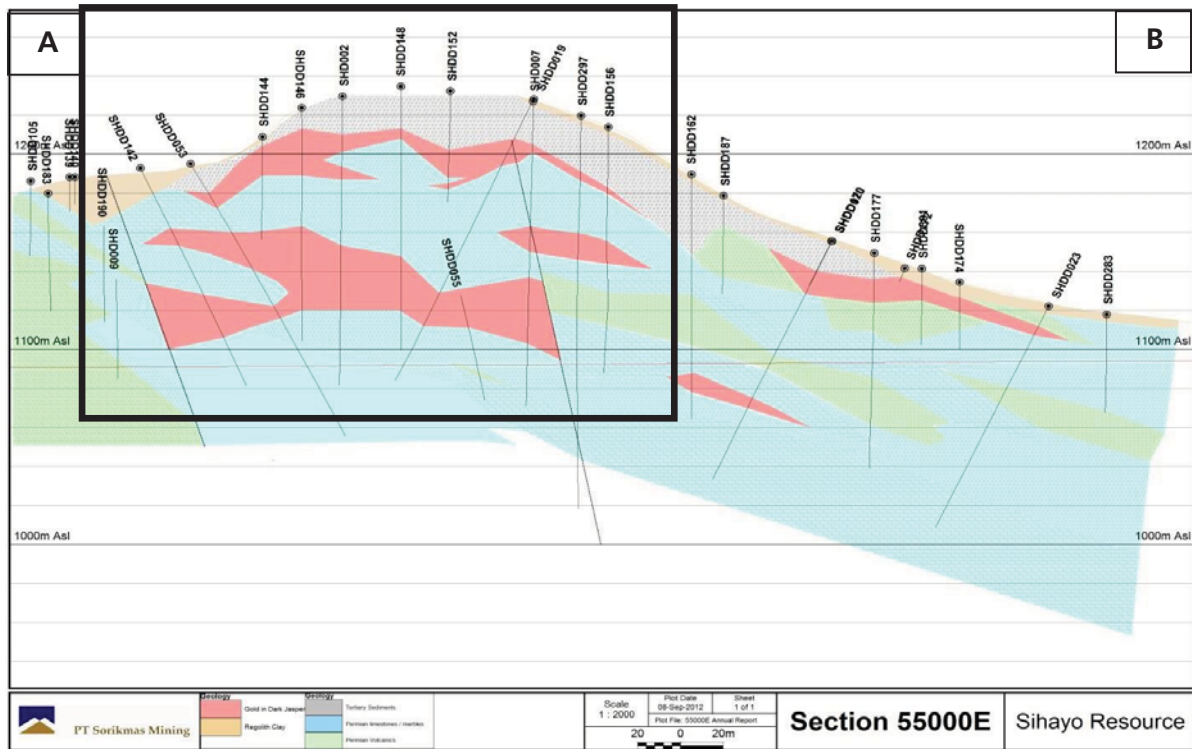 A
B
SHDD105
SHDD183
SHDD142
SHDD053
SHDD190
SHD009
SHDD144
SHDD146
SHD002
SHDD148
SHDD152
SHDD055
SHD007
SHDD019
SHDD297
SHDD156
SHDD162
SHDD187
SHDD177
SHDD174
SHDD023
SHDD283
1200m Asl
1200m Asl
1100m Asl
1100m Asl
1000m Asl
1000m Asl
PT Sorikmas Mining
Geology
Gold in Dark Jasper
Regolith Clay
Geology
Tertiary Sediments
Permian limestones / marbles
Permian Volcanics
Scale
1 : 2000
Plot Date
08-Sep-2012
Sheet
1 of 1
Plot File: 55000E Annual Report
20 0 20m
Section 55000E
Sihayo Resource